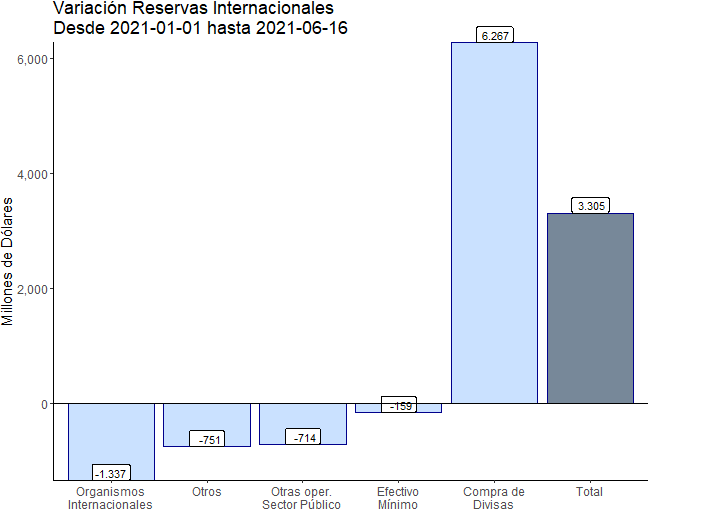 Variación Reservas Internacionales
Desde 2021-01-01 hasta 2021-06-16
Millones de Dólares
6,000
4,000
2,000
0
-1.337
-751
-714
-159
6.267
3.305
Organismos
Internacionales
Otros
Otras oper.
Sector Público
Efectivo
Mínimo
Compra de
Divisas
Total